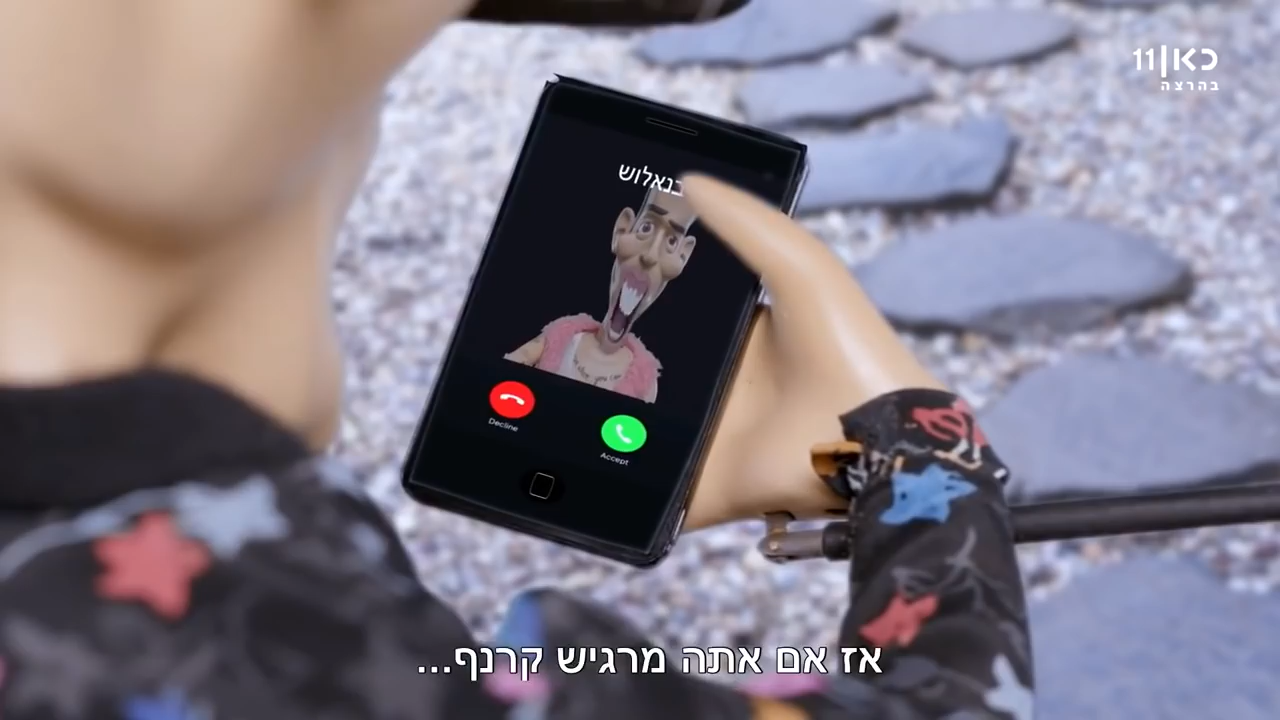 כאן 11
בהרצה
בנאלוש
Decline
Accept
אז אם אתה מרגיש קרנף...